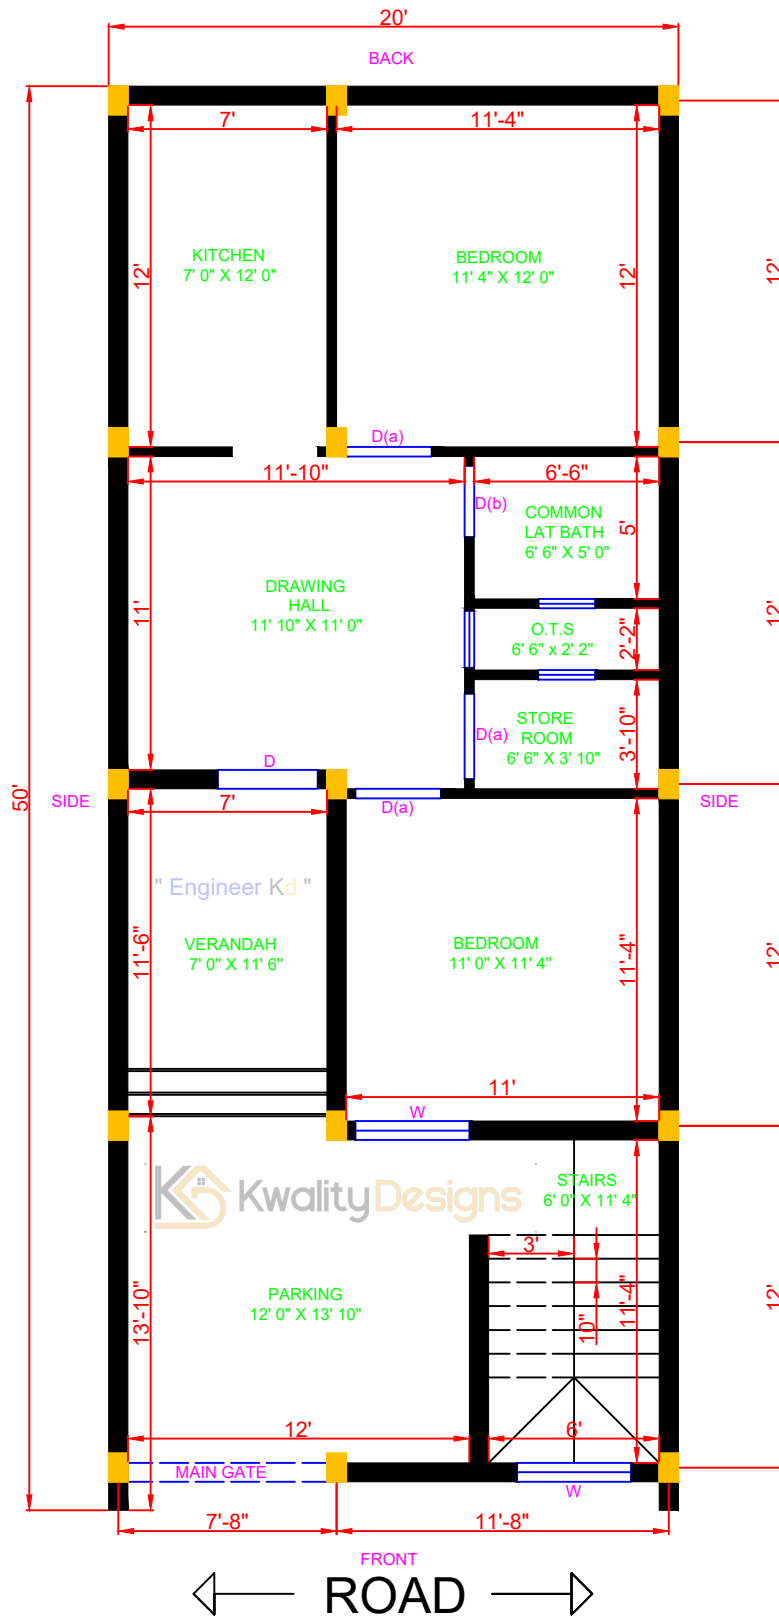 20'
BACK
7'
11'-4"
KITCHEN
7' 0" X 12' 0"
BEDROOM
11' 4" X 12' 0"
12'
12'
12'
D(a)
11'-10"
6'-6"
D(b)
COMMON
LAT BATH
6' 6" X 5' 0"
5'
DRAWING
HALL
11' 10" X 11' 0"
11'
O.T.S
6' 6" x 2' 2"
2'-2"
12'
STORE
ROOM
6' 6" X 3' 10"
3'-10"
D(a)
D
50'
SIDE
7'
D(a)
SIDE
" Engineer Kd "
VERANDAH
7' 0" X 11' 6"
11'-6"
BEDROOM
11' 0" X 11' 4"
11'-4"
12'
11'
W
STAIRS
6' 0" X 11' 4"
Kwality Designs
3'
PARKING
12' 0" X 13' 10"
13'-10"
10"
11'-4"
12'
12'
6'
MAIN GATE
W
7'-8"
11'-8"
FRONT
ROAD